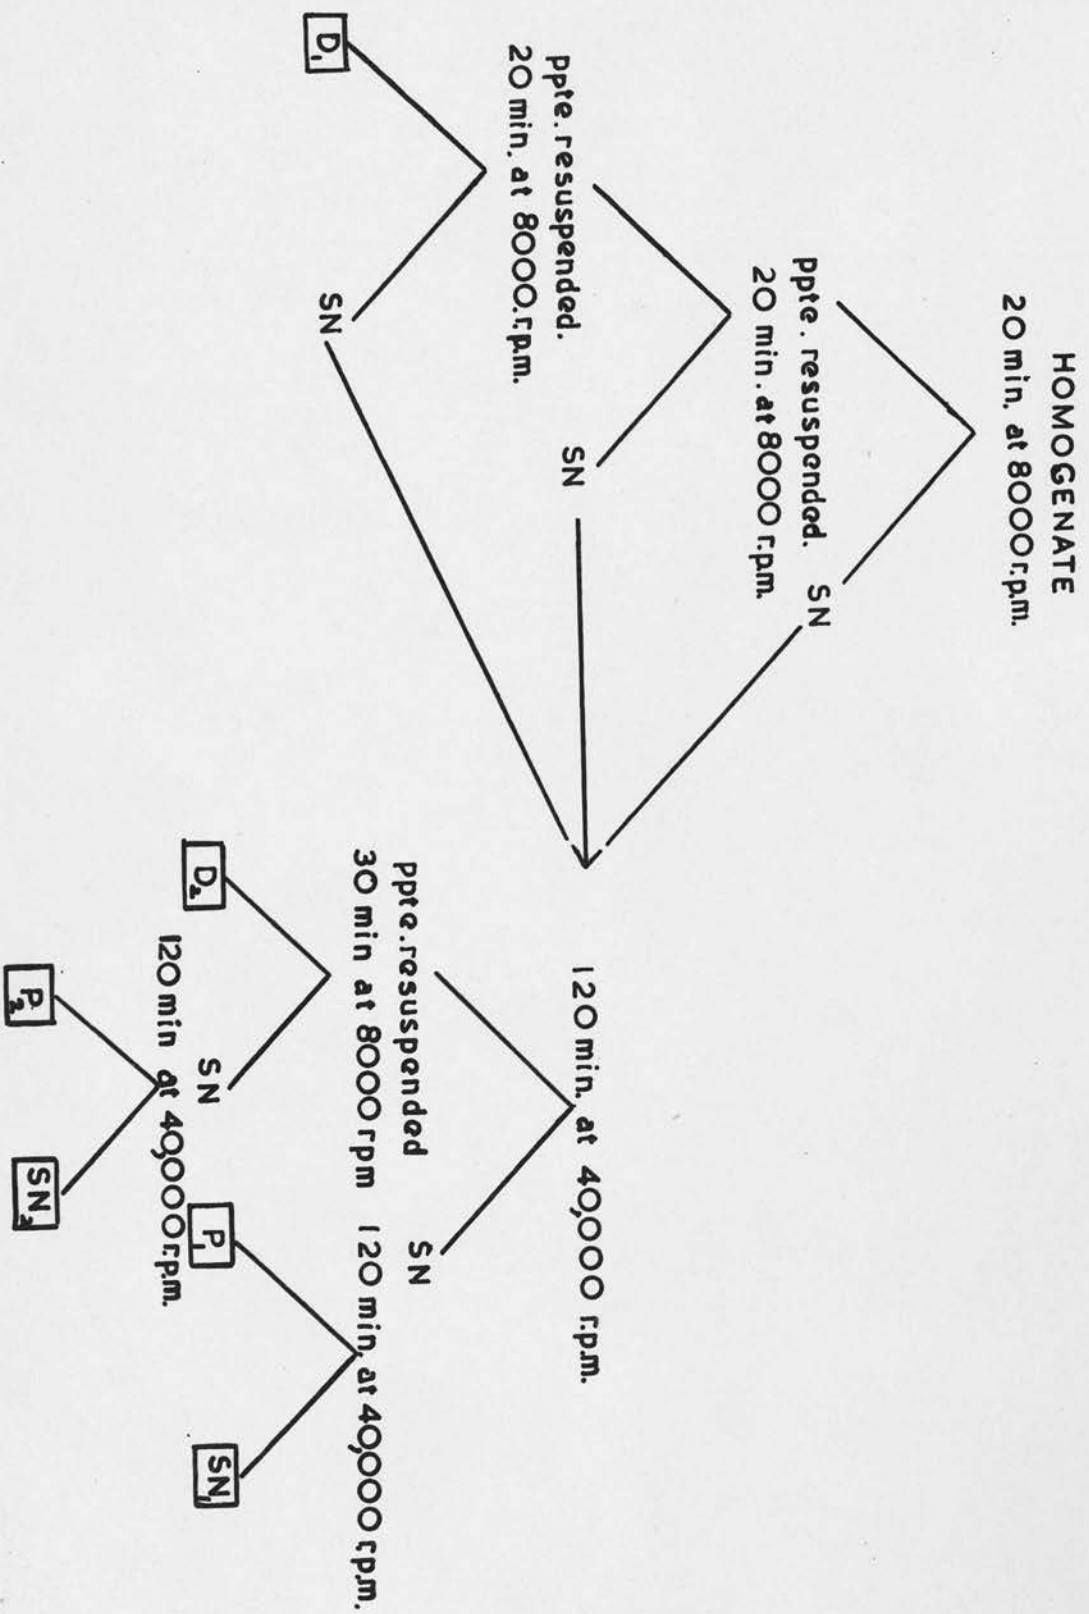 HOMOGENATE
20 min. at 8000 r.p.m.
ppte. resuspended.
20 min. at 8000 r.p.m.
SN
ppte. resuspended.
20 min. at 8000. r.p.m.
SN
D₁
SN
120 min. at 40,000 r.p.m.
ppte. resuspended
30 min at 8000 rpm
SN
120 min, at 40,000 r.p.m.
D₂
SN
120 min at 40,000 r.p.m.
P₁
SN₁
P₂
SN₂